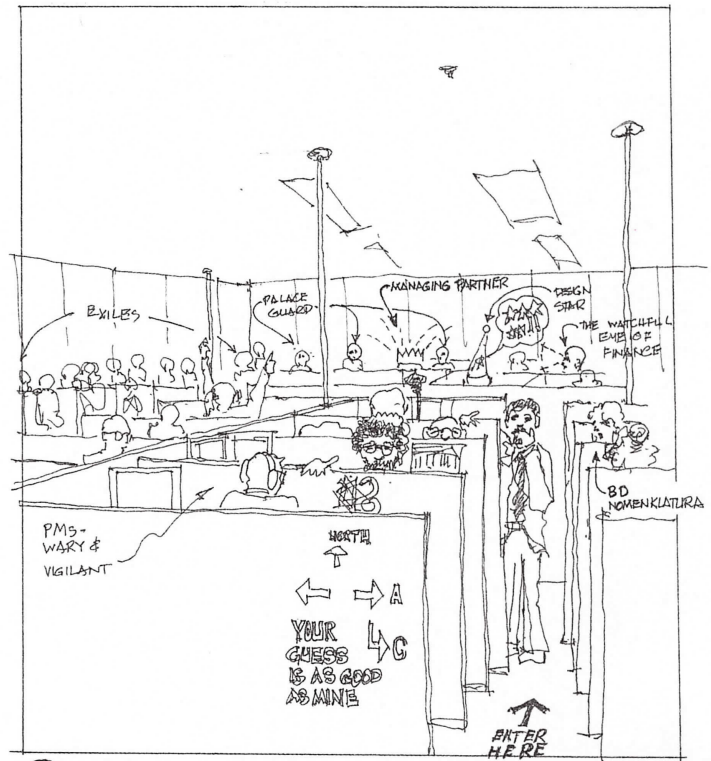 EXILES
PALACE
GUARD
MANAGING PARTNER
DESIGN
STAR
THE WATCHFUL
EYE OF
FINANCE
BD
NOMENKLATURA
PMS-
WARY &
VIGILANT
NORTH
A
C
YOUR
GUESS
IS AS GOOD
AS MINE
ENTER
HERE